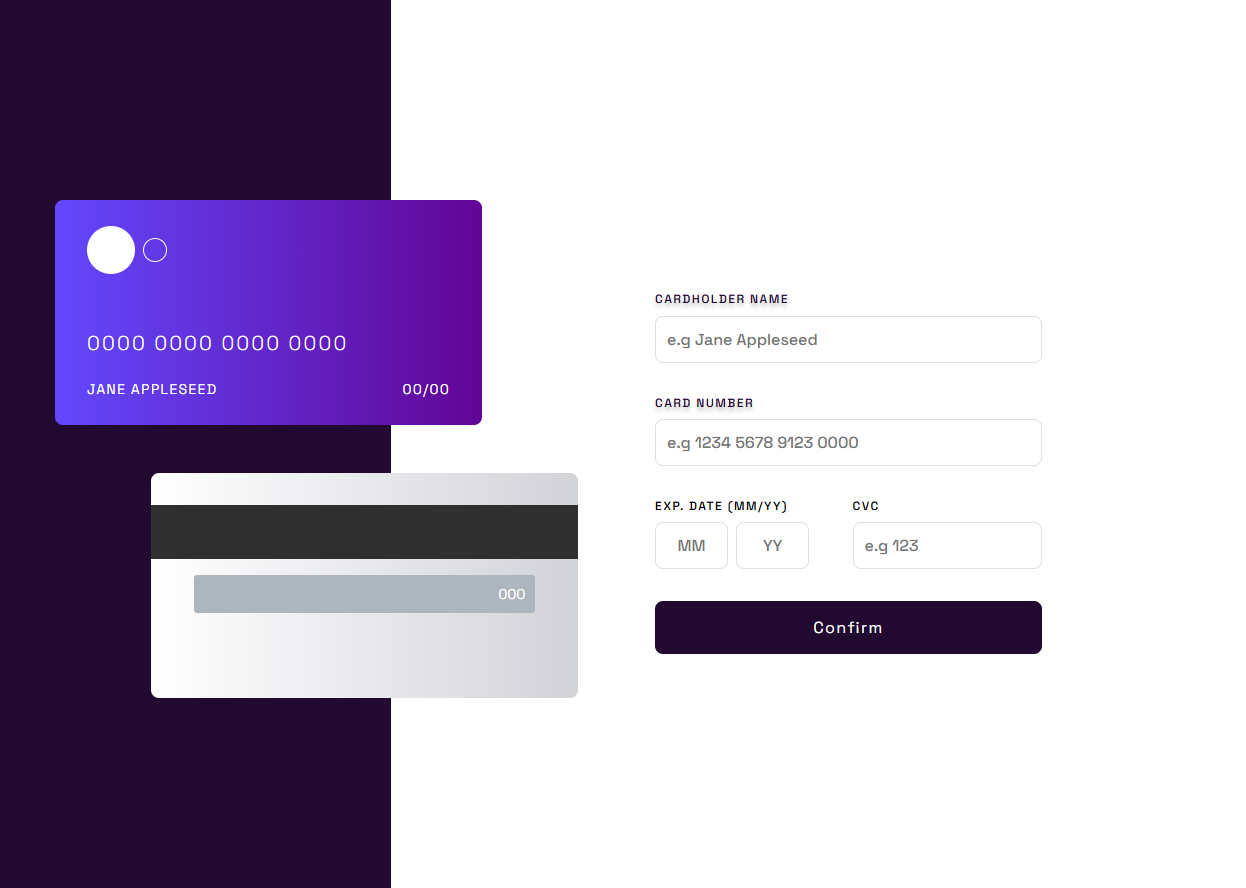 0000 0000 0000 0000
JANE APPLESEED 00/00
000
CARDHOLDER NAME
e.g Jane Appleseed
CARD NUMBER
e.g 1234 5678 9123 0000
EXP. DATE (MM/YY) CVC
MM YY e.g 123
Confirm